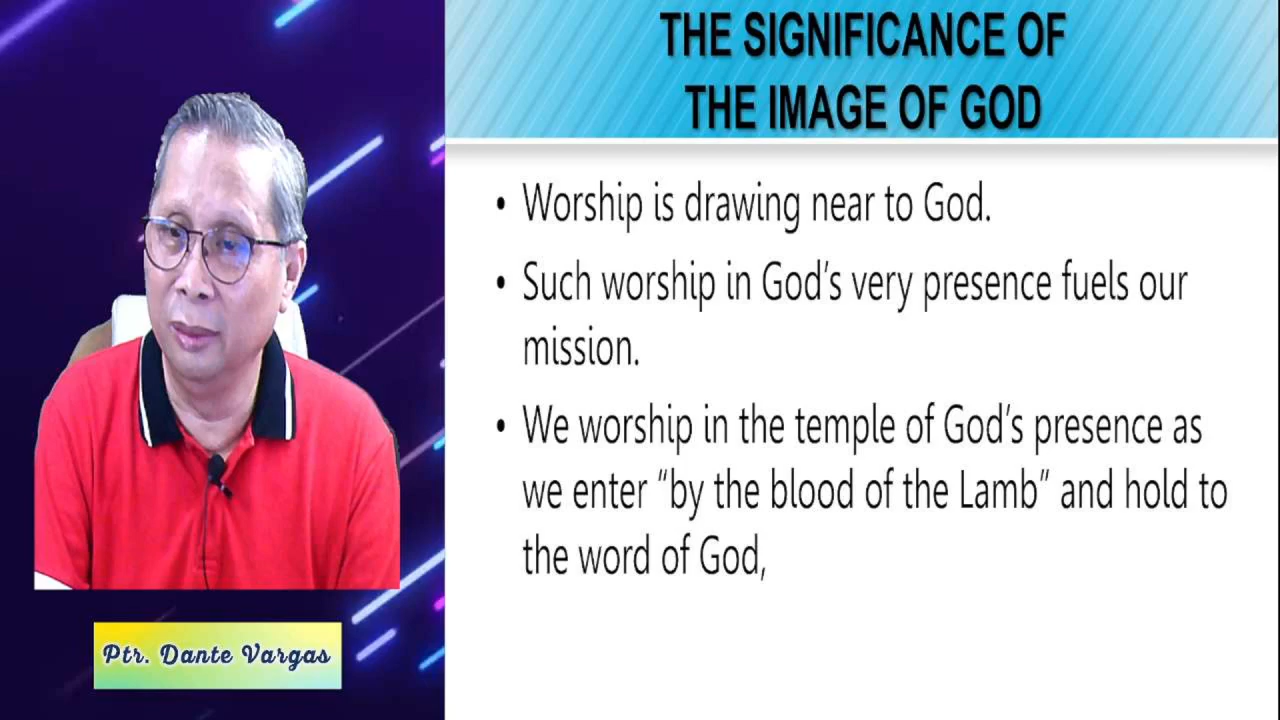 THE SIGNIFICANCE OF
THE IMAGE OF GOD
• Worship is drawing near to God.
• Such worship in God’s very presence fuels our
mission.
• We worship in the temple of God’s presence as
we enter “by the blood of the Lamb” and hold to
the word of God,
Ptr. Dante Vargas